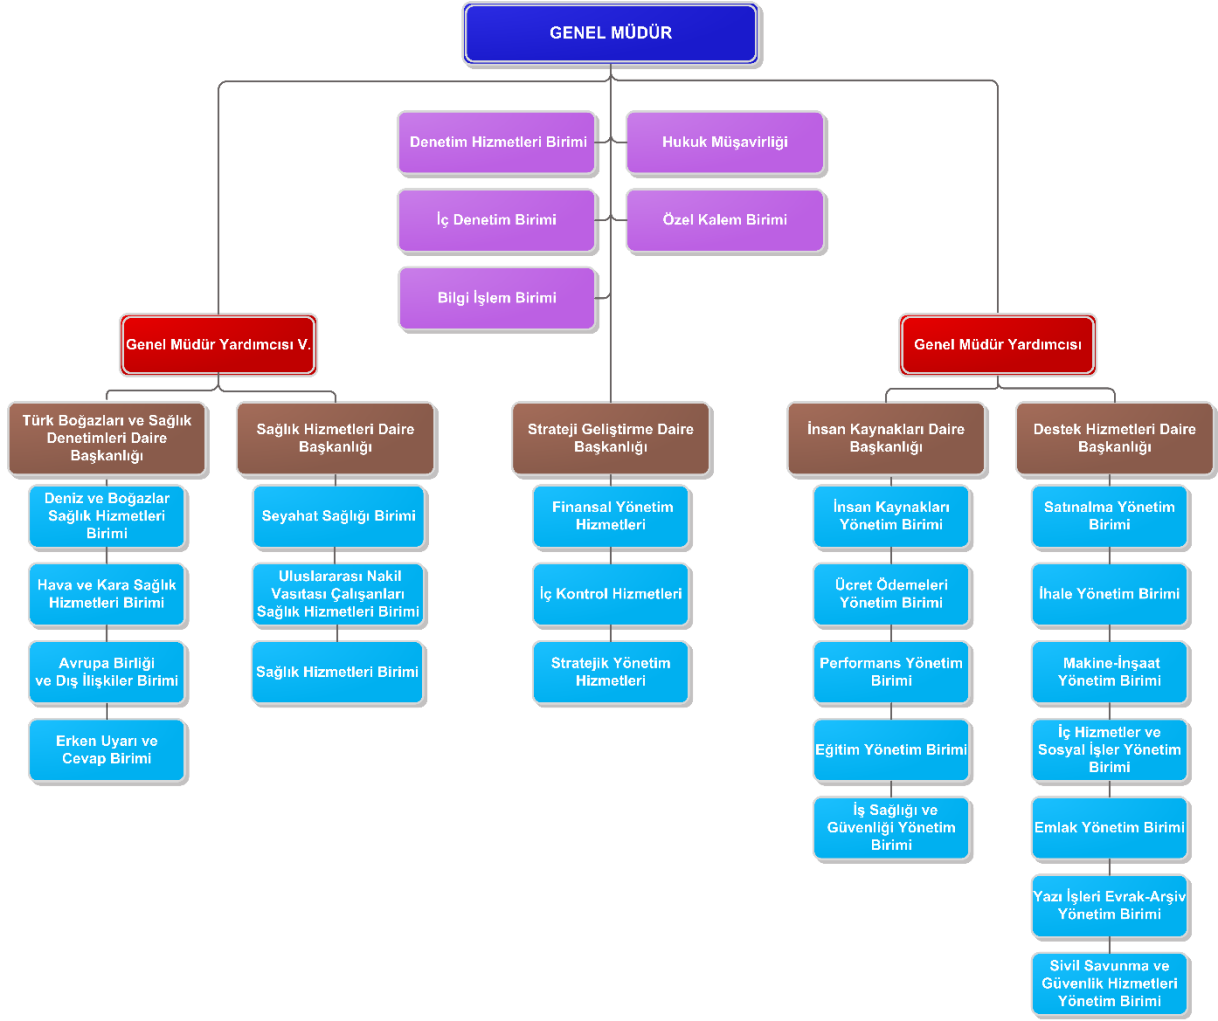 GENEL MÜDÜR
Denetim Hizmetleri Birimi
Hukuk Müşavirliği
İç Denetim Birimi
Özel Kalem Birimi
Bilgi İşlem Birimi
Genel Müdür Yardımcısı V.
Genel Müdür Yardımcısı
Türk Boğazları ve Sağlık
Denetimleri Daire
Başkanlığı
Deniz ve Boğazlar
Sağlık Hizmetleri
Birimi
Hava ve Kara Sağlık
Hizmetleri Birimi
Avrupa Birliği
ve Dış İlişkiler Birimi
Erken Uyarı ve
Cevap Birimi
Sağlık Hizmetleri Daire
Başkanlığı
Seyahat Sağlığı Birimi
Uluslararası Nakil
Vasıtası Çalışanları
Sağlık Hizmetleri Birimi
Sağlık Hizmetleri Birimi
Strateji Geliştirme Daire
Başkanlığı
Finansal Yönetim
Hizmetleri
İç Kontrol Hizmetleri
Stratejik Yönetim
Hizmetleri
İnsan Kaynakları Daire
Başkanlığı
İnsan Kaynakları
Yönetim Birimi
Ücret Ödemeleri
Yönetim Birimi
Performans Yönetim
Birimi
Eğitim Yönetim Birimi
İş Sağlığı ve
Güvenliği Yönetim
Birimi
Destek Hizmetleri Daire
Başkanlığı
Satınalma Yönetim
Birimi
İhale Yönetim Birimi
Makine-İnşaat
Yönetim Birimi
İç Hizmetler ve
Sosyal İşler Yönetim
Birimi
Emlak Yönetim Birimi
Yazı İşleri Evrak-Arşiv
Yönetim Birimi
Sivil Savunma ve
Güvenlik Hizmetleri
Yönetim Birimi